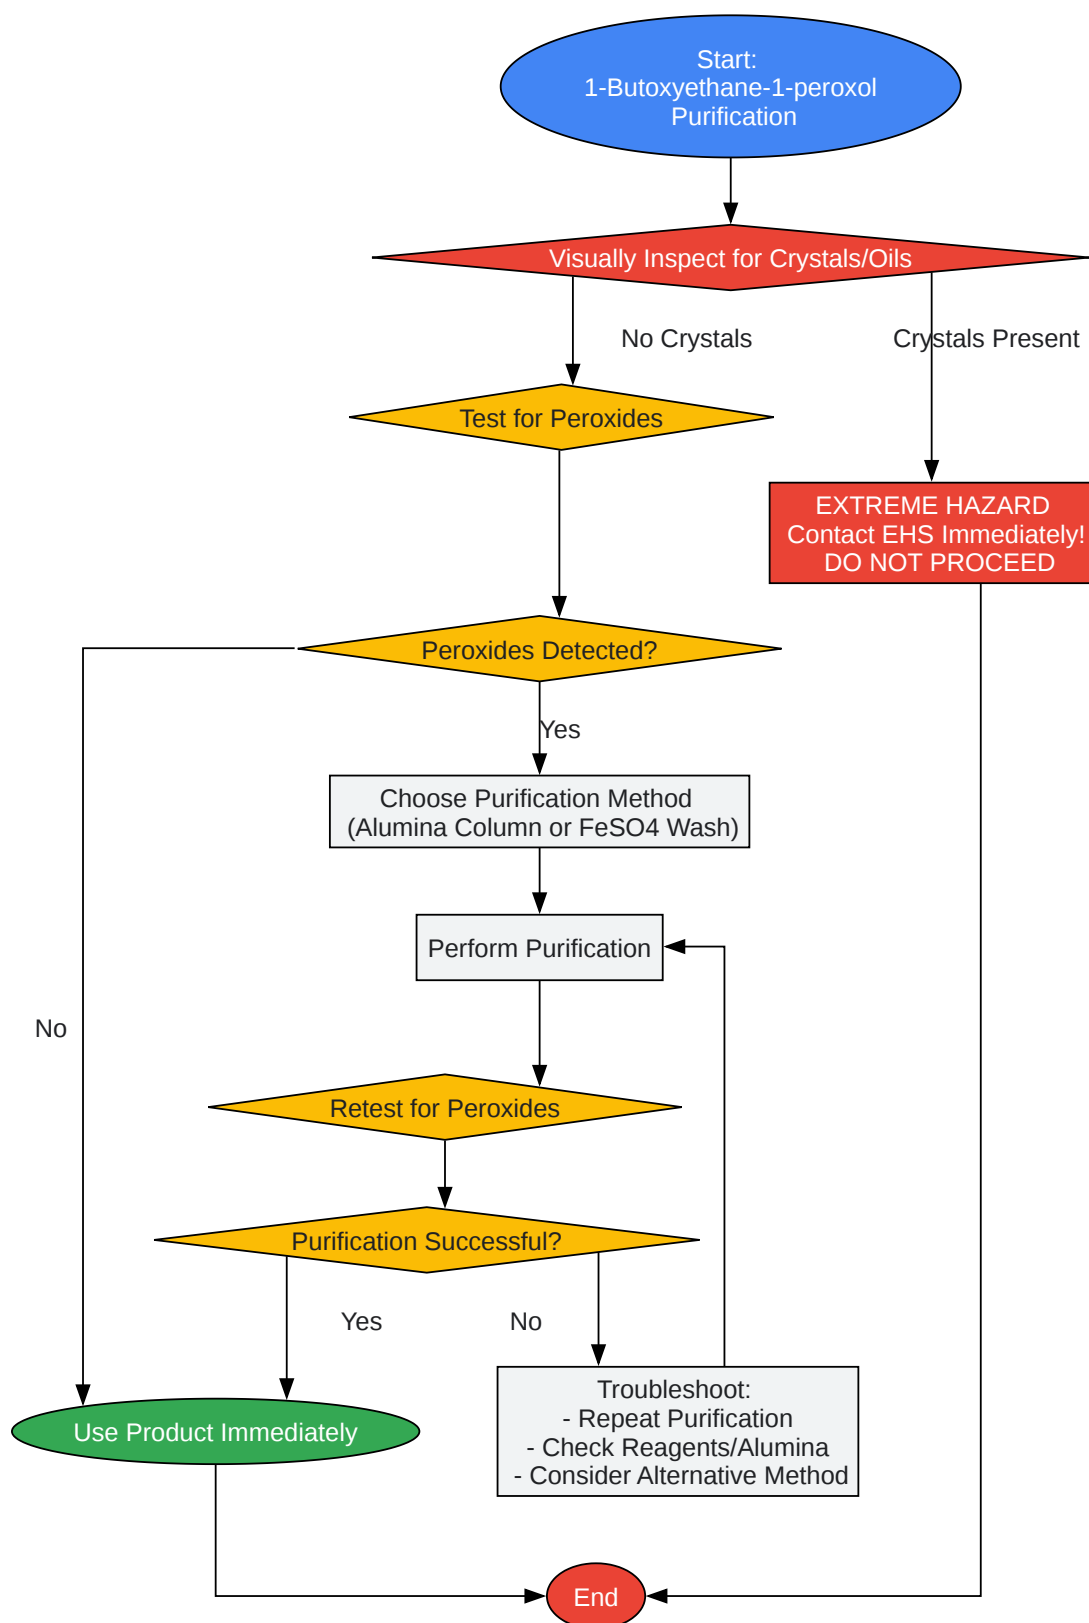 Start:
1-Butoxyethane-1-peroxol
Purification
Visually Inspect for Crystals/Oils
No Crystals
Crystals Present
Test for Peroxides
EXTREME HAZARD
Contact EHS Immediately!
DO NOT PROCEED
Peroxides Detected?
Yes
Choose Purification Method
(Alumina Column or FeSO4 Wash)
Perform Purification
No
Retest for Peroxides
Purification Successful?
Yes
No
Troubleshoot:
- Repeat Purification
- Check Reagents/Alumina
- Consider Alternative Method
Use Product Immediately
End